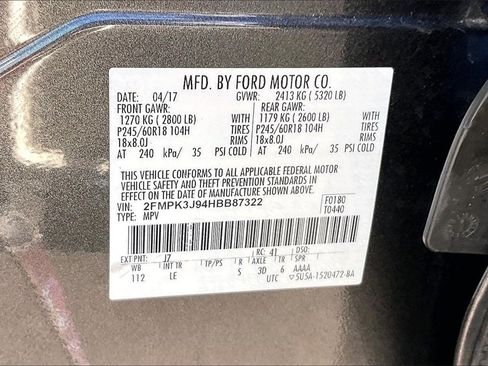 MFD. BY FORD MOTOR CO.
DATE: 04/17 GVWR: 2413 KG ( 5320 LB)
FRONT GAWR: REAR GAWR:
1270 KG ( 2800 LB) WITH 1179 KG ( 2600 LB) WITH
P245/60R18 104H TIRES P245/60R18 104H TIRES
18x8.0J RIMS 18x8.0J RIMS
AT 240 kPa/ 35 PSI COLD AT 240 kPa/ 35 PSI COLD
THIS VEHICLE CONFORMS TO ALL APPLICABLE FEDERAL MOTOR
VEHICLE SAFETY AND THEFT PREVENTION STANDARDS IN
EFFECT ON THE DATE OF MANUFACTURE SHOWN ABOVE.
VIN: 2FMPK3J94HBB87322 F0180
TYPE: MPV T0440
EXT PNT: J7 RC: 41 DSO:
WB INT TR TP/PS R AXLE TR SPR
112 LE S 3D 6 AAAA
UTC ▽5U5A-1520472-BA